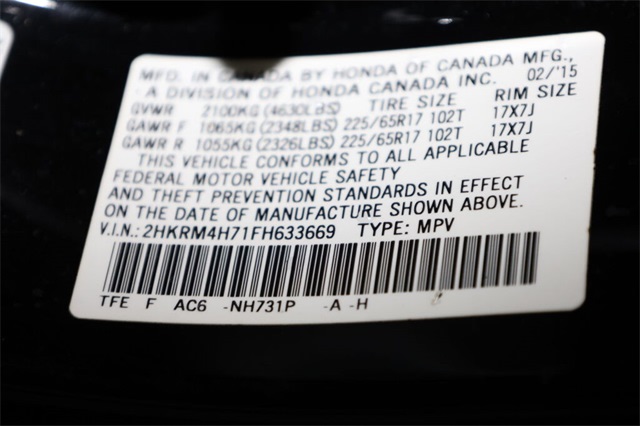 MFD. IN CANADA BY HONDA OF CANADA MFG.,
A DIVISION OF HONDA CANADA INC. 02/'15
GVWR 2100KG (4630LBS) TIRE SIZE RIM SIZE
GAWR F 1065KG (2348LBS) 225/65R17 102T 17X7J
GAWR R 1055KG (2326LBS) 225/65R17 102T 17X7J
THIS VEHICLE CONFORMS TO ALL APPLICABLE
FEDERAL MOTOR VEHICLE SAFETY
AND THEFT PREVENTION STANDARDS IN EFFECT
ON THE DATE OF MANUFACTURE SHOWN ABOVE.
V.I.N.: 2HKRM4H71FH633669 TYPE: MPV
TFE F AC6 -NH731P -A -H